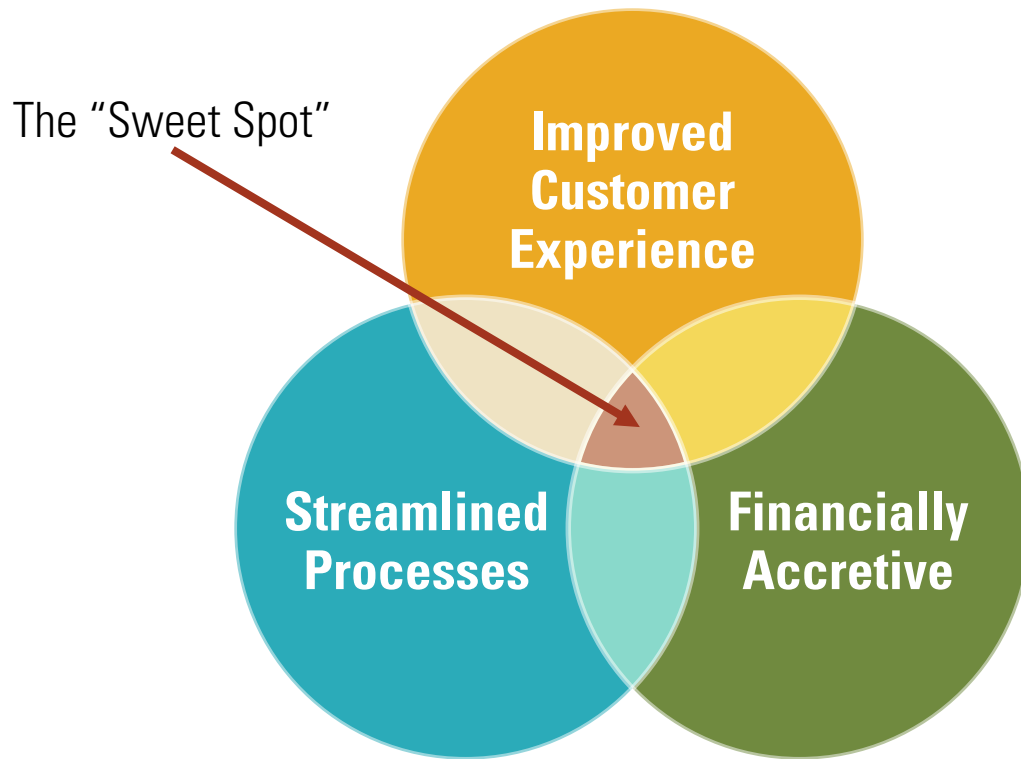 The “Sweet Spot”
Improved
Customer
Experience
Streamlined
Processes
Financially
Accretive